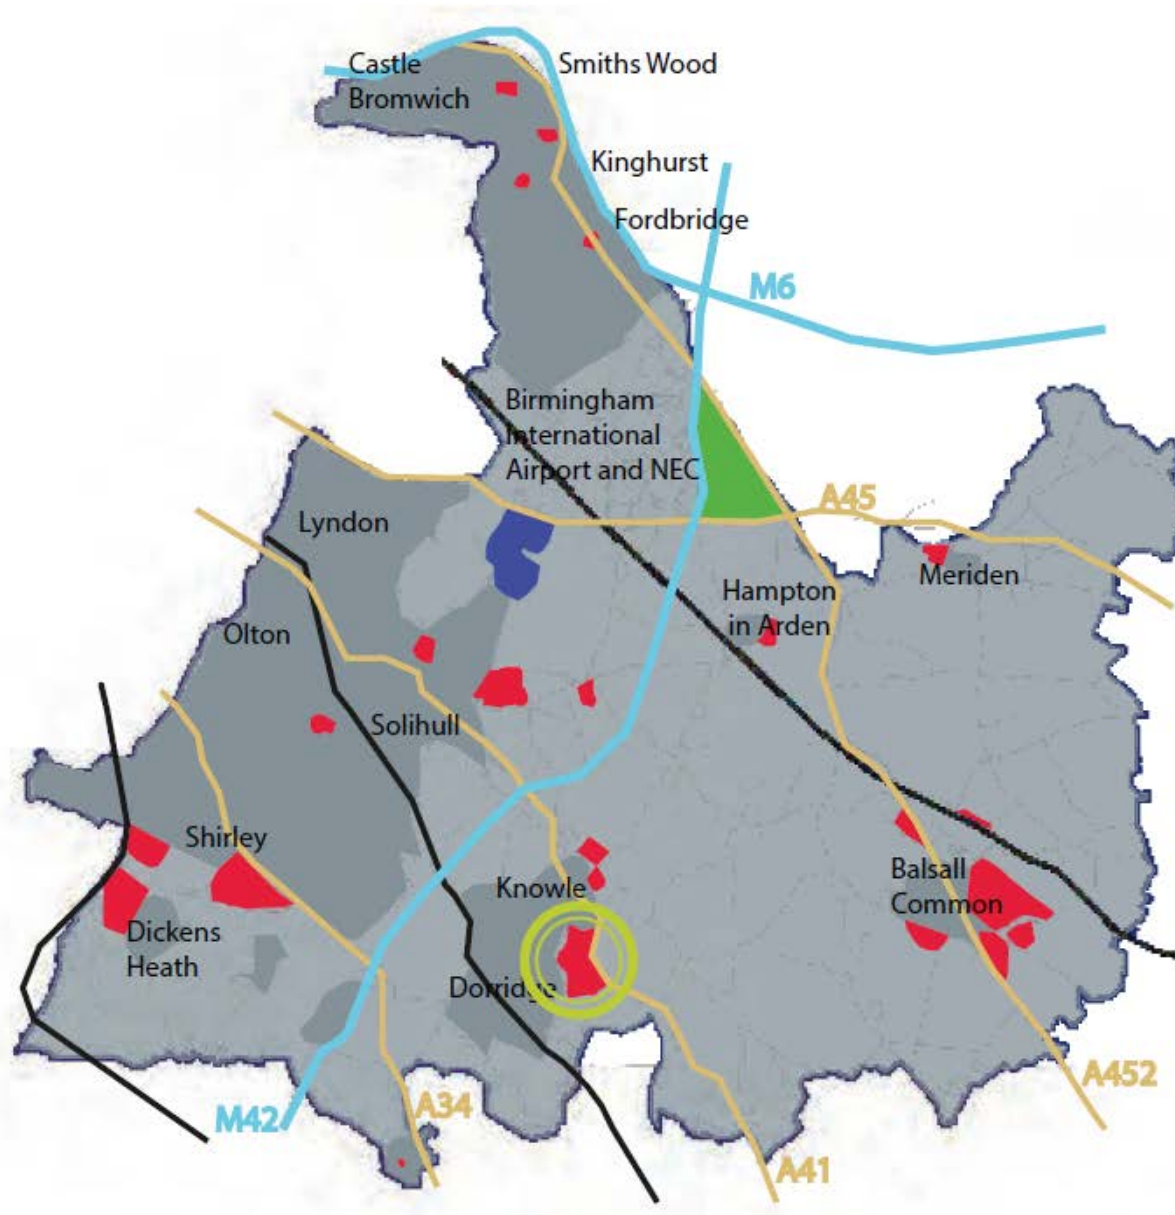 Castle
Bromwich
Smiths Wood
Kinghurst
Fordbridge
M6
Birmingham
International
Airport and NEC
A45
Lyndon
Meriden
Hampton
in Arden
Olton
Solihull
Shirley
Knowle
Balsall
Common
Dickens
Heath
Dorridge
A452
M42
A34
A41